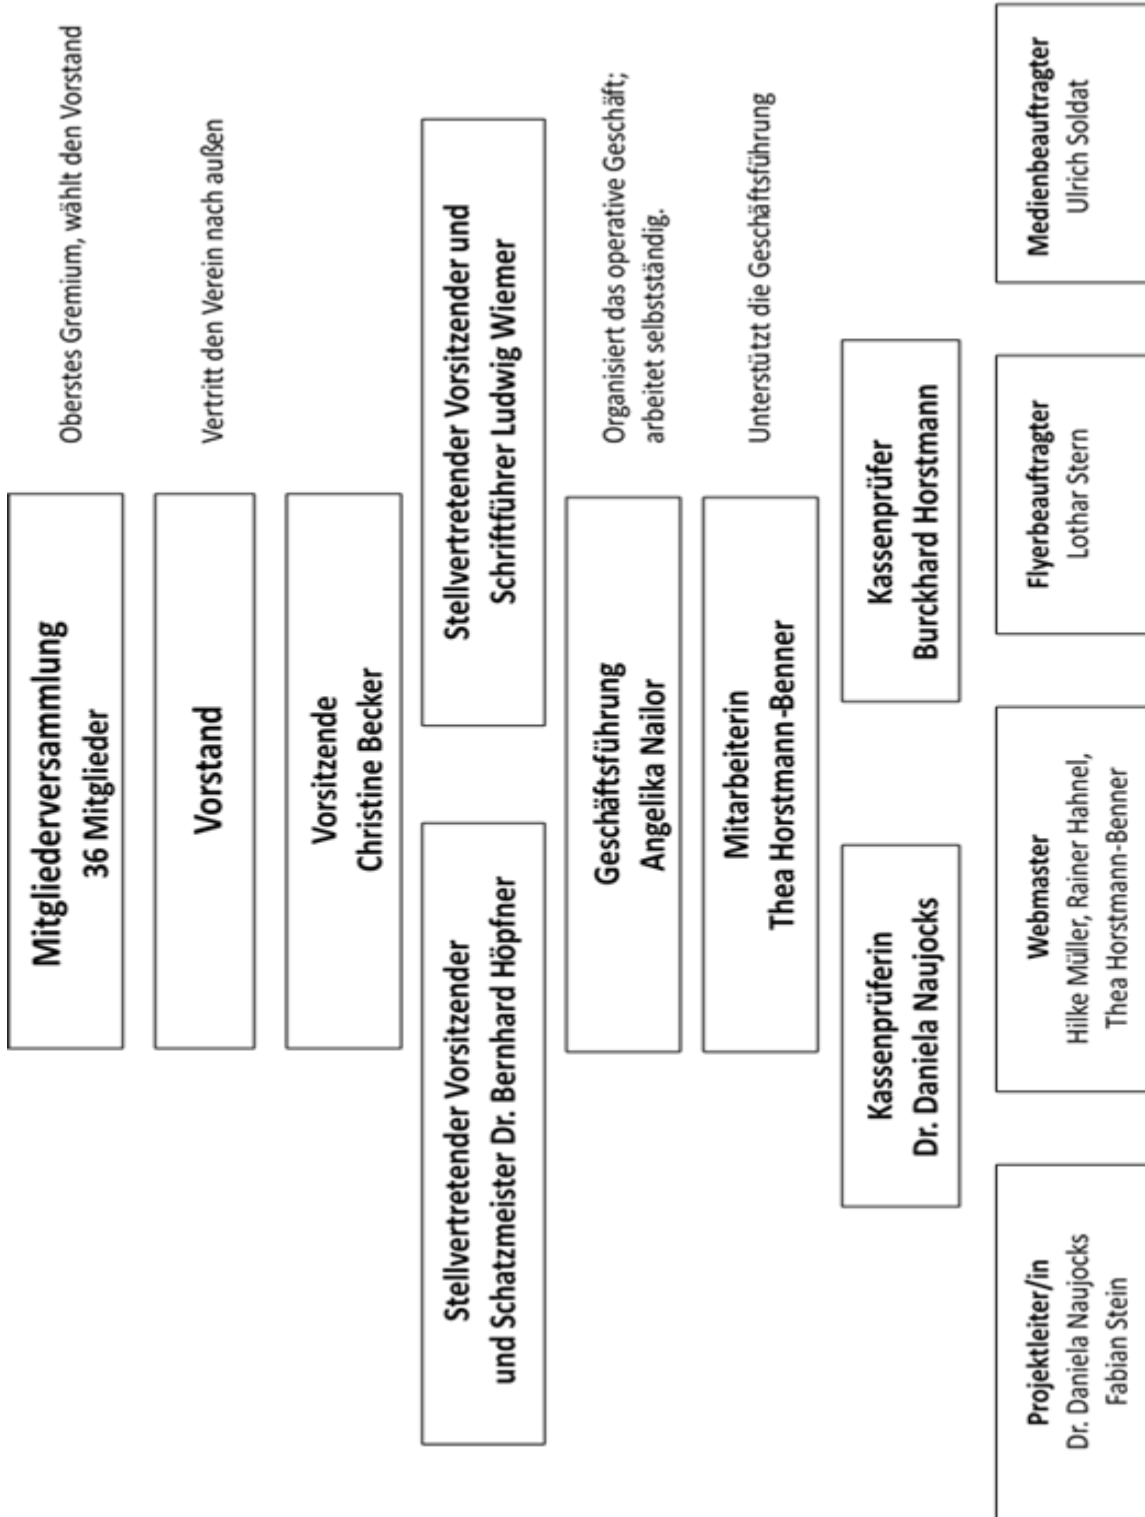 Mitgliederversammlung
36 Mitglieder
Oberstes Gremium, wählt den Vorstand
Vorstand
Vertritt den Verein nach außen
Vorsitzende
Christine Becker
Stellvertretender Vorsitzender
und Schatzmeister Dr. Bernhard Höpfner
Stellvertretender Vorsitzender und
Schriftführer Ludwig Wiemer
Geschäftsführung
Angelika Nailor
Organisiert das operative Geschäft;
arbeitet selbstständig.
Mitarbeiterin
Thea Horstmann-Benner
Unterstützt die Geschäftsführung
Kassenprüferin
Dr. Daniela Naujocks
Kassenprüfer
Burckhard Horstmann
Projektleiter/in
Dr. Daniela Naujocks
Fabian Stein
Webmaster
Hilke Müller, Rainer Hahnel,
Thea Horstmann-Benner
Flyerbeauftragter
Lothar Stern
Medienbeauftragter
Ulrich Soldat